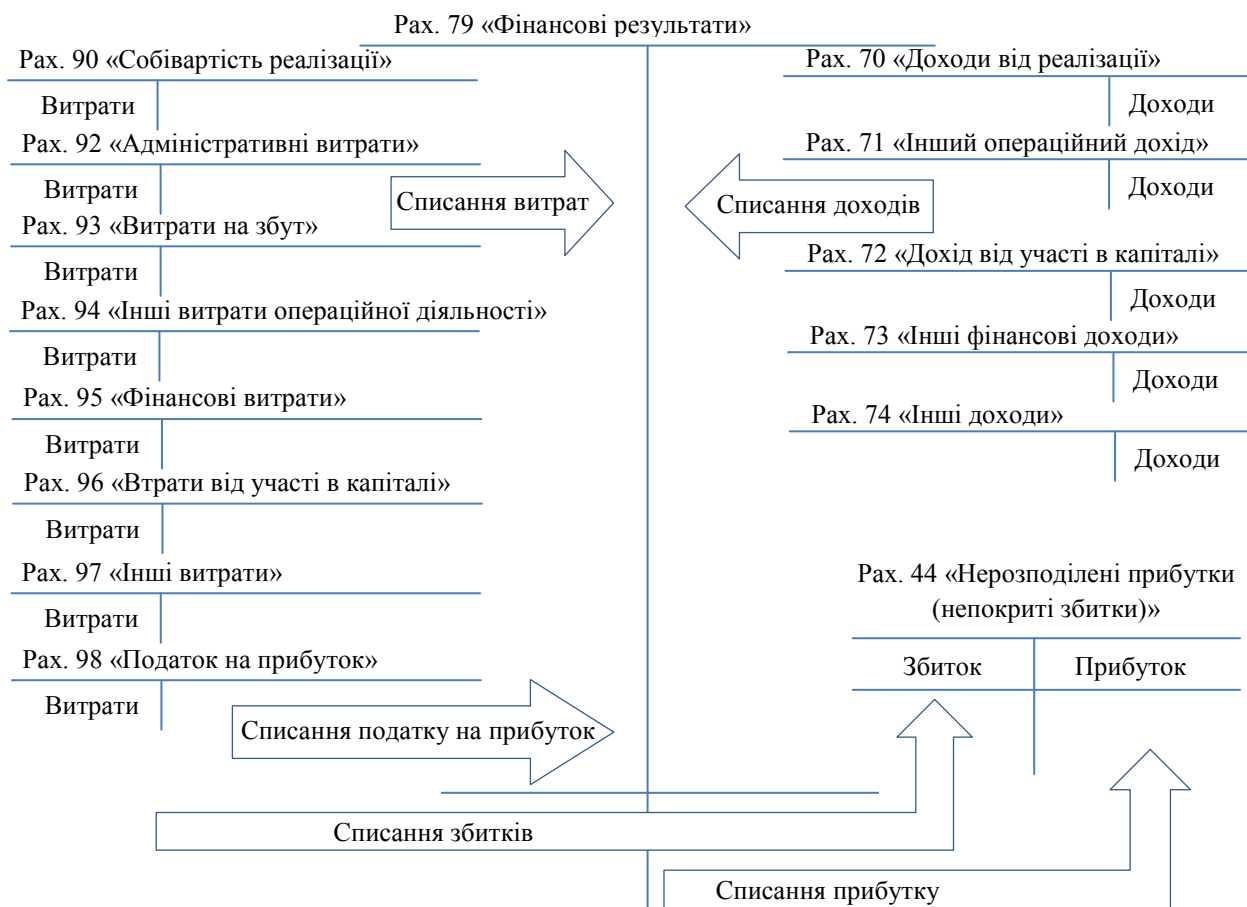 Рах. 79 «Фінансові результати»
Рах. 90 «Собівартість реалізації»
Витрати
Рах. 92 «Адміністративні витрати»
Витрати
Рах. 93 «Витрати на збут»
Витрати
Рах. 94 «Інші витрати операційної діяльності»
Витрати
Рах. 95 «Фінансові витрати»
Витрати
Рах. 96 «Втрати від участі в капіталі»
Витрати
Рах. 97 «Інші витрати»
Витрати
Рах. 98 «Податок на прибуток»
Витрати
Списання витрат
Списання доходів
Рах. 70 «Доходи від реалізації»
Доходи
Рах. 71 «Інший операційний дохід»
Доходи
Рах. 72 «Дохід від участі в капіталі»
Доходи
Рах. 73 «Інші фінансові доходи»
Доходи
Рах. 74 «Інші доходи»
Доходи
Рах. 44 «Нерозподілені прибутки
(непокриті збитки)»
Збиток
Прибуток
Списання податку на прибуток
Списання збитків
Списання прибутку